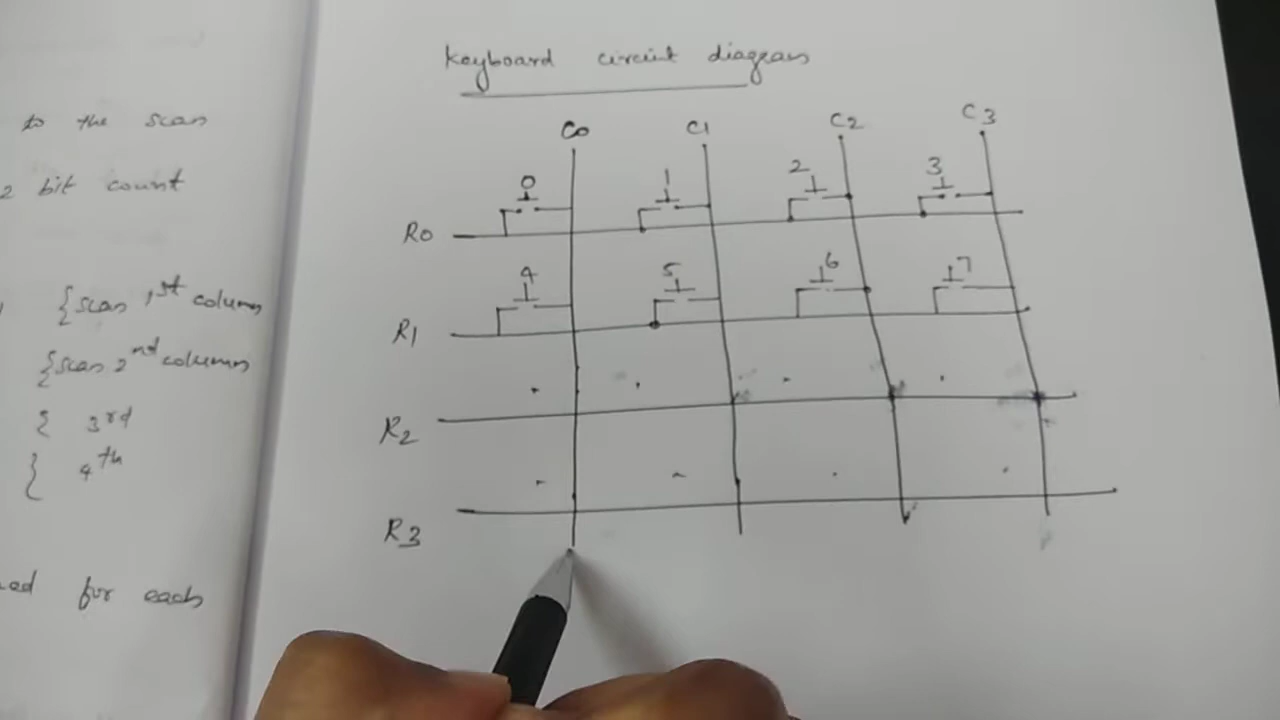 to the scan
2 bit count
{scan 1st column
{scan 2nd columns
{ 3rd
{ 4th
for each
keyboard circuit diagram
C0 C1 C2 C3
0 1 2 3
R0
4 5 6 7
R1
R2
R3